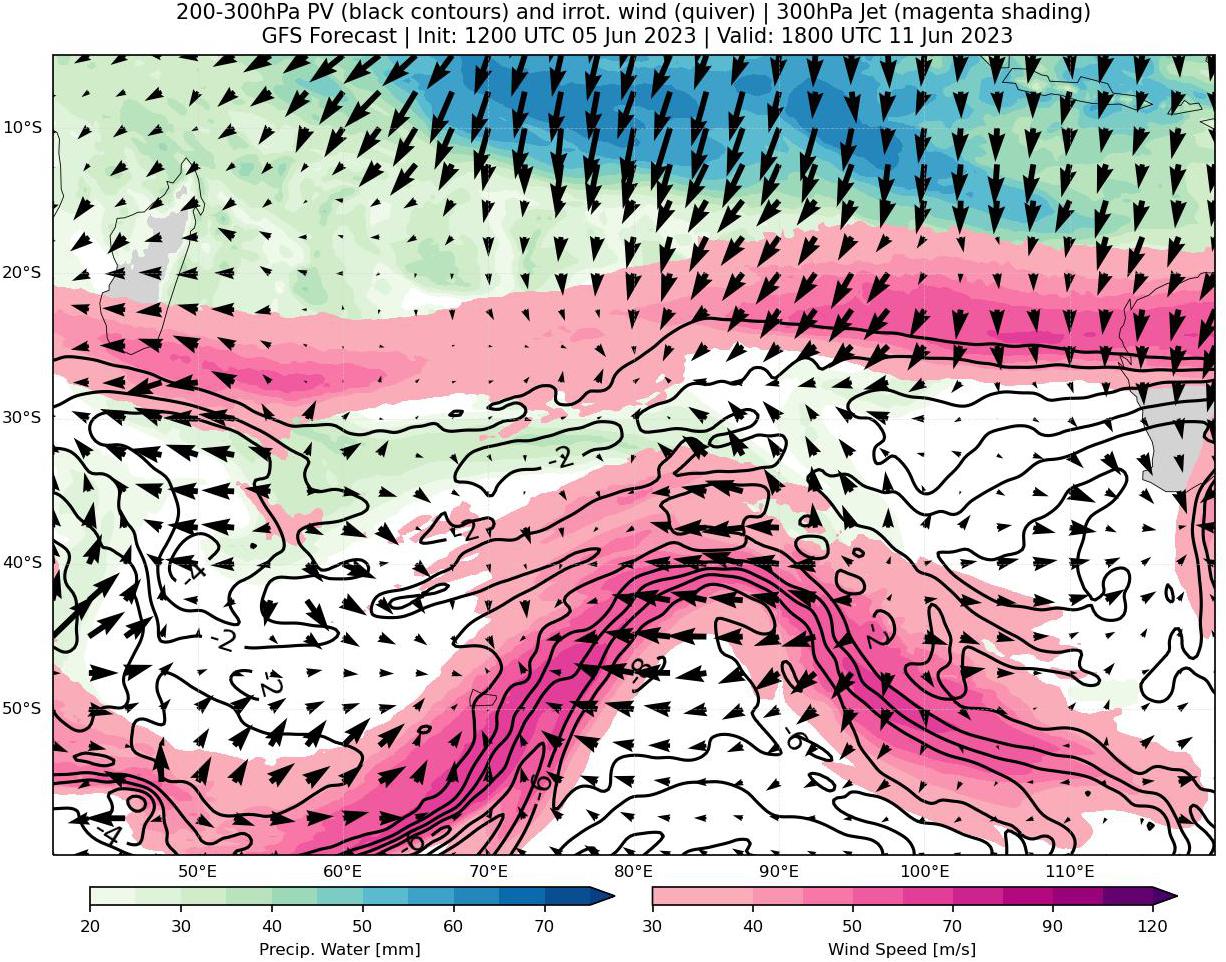 200-300hPa PV (black contours) and irrot. wind (quiver) | 300hPa Jet (magenta shading)
GFS Forecast | Init: 1200 UTC 05 Jun 2023 | Valid: 1800 UTC 11 Jun 2023
10°S
20°S
30°S
-2
-2
40°S
-4
-2
-2
-2
-8
50°S
-6
-6
-4
-6
50°E 60°E 70°E 80°E 90°E 100°E 110°E
20 30 40 50 60 70 30 40 50 70 90 120
Precip. Water [mm] Wind Speed [m/s]